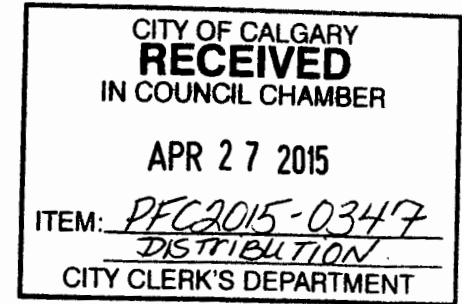 CITY OF CALGARY
RECEIVED
IN COUNCIL CHAMBER
APR 27 2015
ITEM: PFC2015-0347
DISTRIBUTION
CITY CLERK'S DEPARTMENT